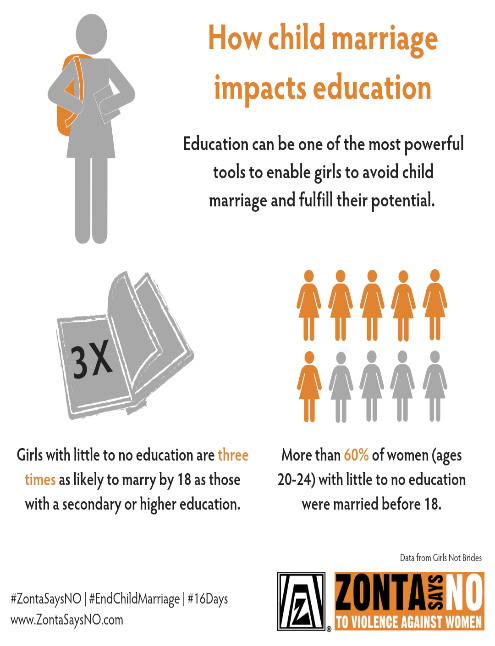 How child marriage
impacts education
Education can be one of the most powerful
tools to enable girls to avoid child
marriage and fulfill their potential.
3X
Girls with little to no education are three
times as likely to marry by 18 as those
with a secondary or higher education.
More than 60% of women (ages
20-24) with little to no education
were married before 18.
Data from Girls Not Brides
#ZontaSaysNO | #EndChildMarriage | #16Days
www.ZontaSaysNO.com
ZONTA SAYS NO
TO VIOLENCE AGAINST WOMEN